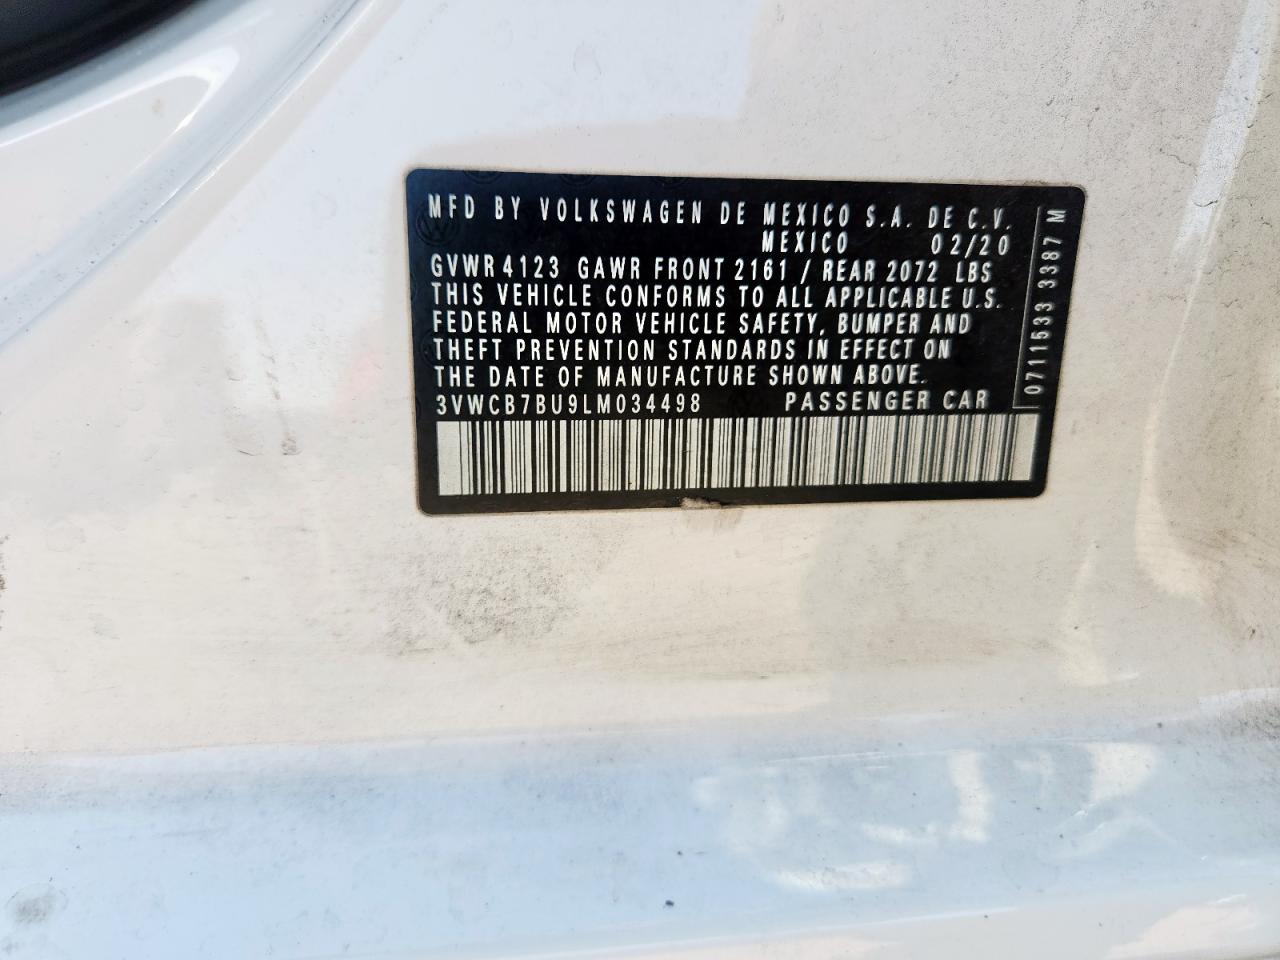 MFD BY VOLKSWAGEN DE MEXICO S.A. DE C.V.
MEXICO 02/20
GVWR 4123 GAWR FRONT 2161 / REAR 2072 LBS
THIS VEHICLE CONFORMS TO ALL APPLICABLE U.S.
FEDERAL MOTOR VEHICLE SAFETY, BUMPER AND
THEFT PREVENTION STANDARDS IN EFFECT ON
THE DATE OF MANUFACTURE SHOWN ABOVE.
3VWCB7BU9LM034498 PASSENGER CAR
0711533 3387 M